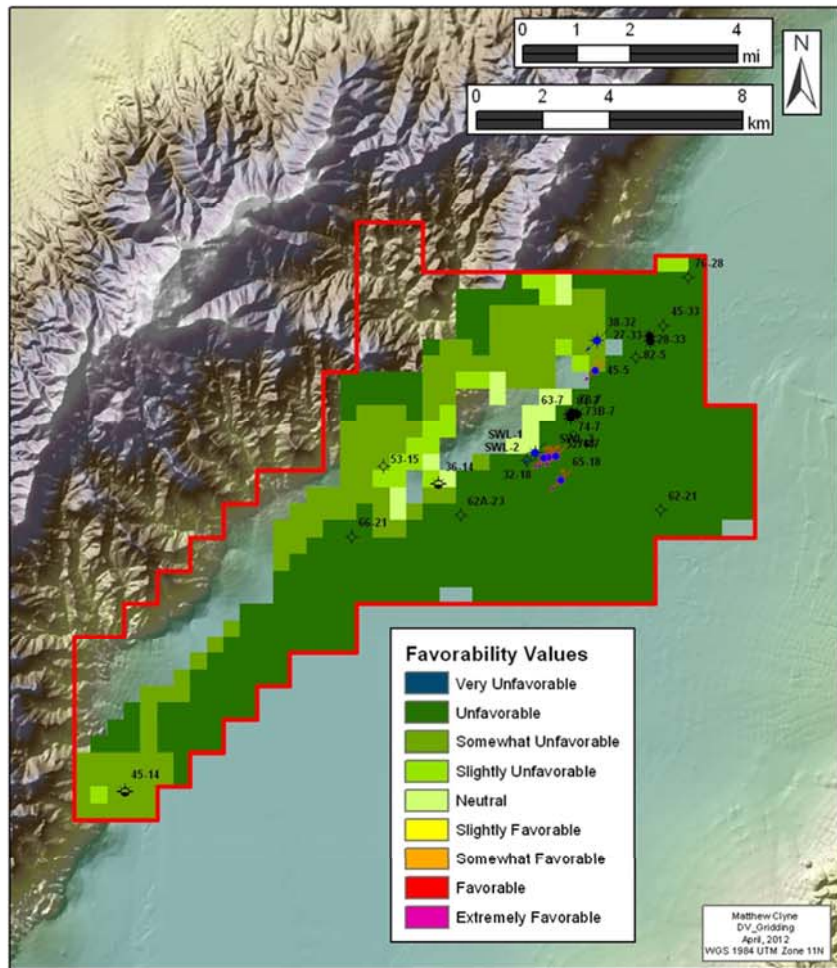 0 1 2 4
mi
N
0 2 4 8
km
76-28
45-33
38-32
27-33
28-33
82-5
45-5
63-7
73B-7
74-7
SWL-1
SWL-2
65-18
32-18
53-15
36-14
62A-23
62-21
66-21
45-14
Favorability Values
Very Unfavorable
Unfavorable
Somewhat Unfavorable
Slightly Unfavorable
Neutral
Slightly Favorable
Somewhat Favorable
Favorable
Extremely Favorable
Matthew Clyne
DV_Gridding
April, 2012
WGS 1984 UTM Zone 11N